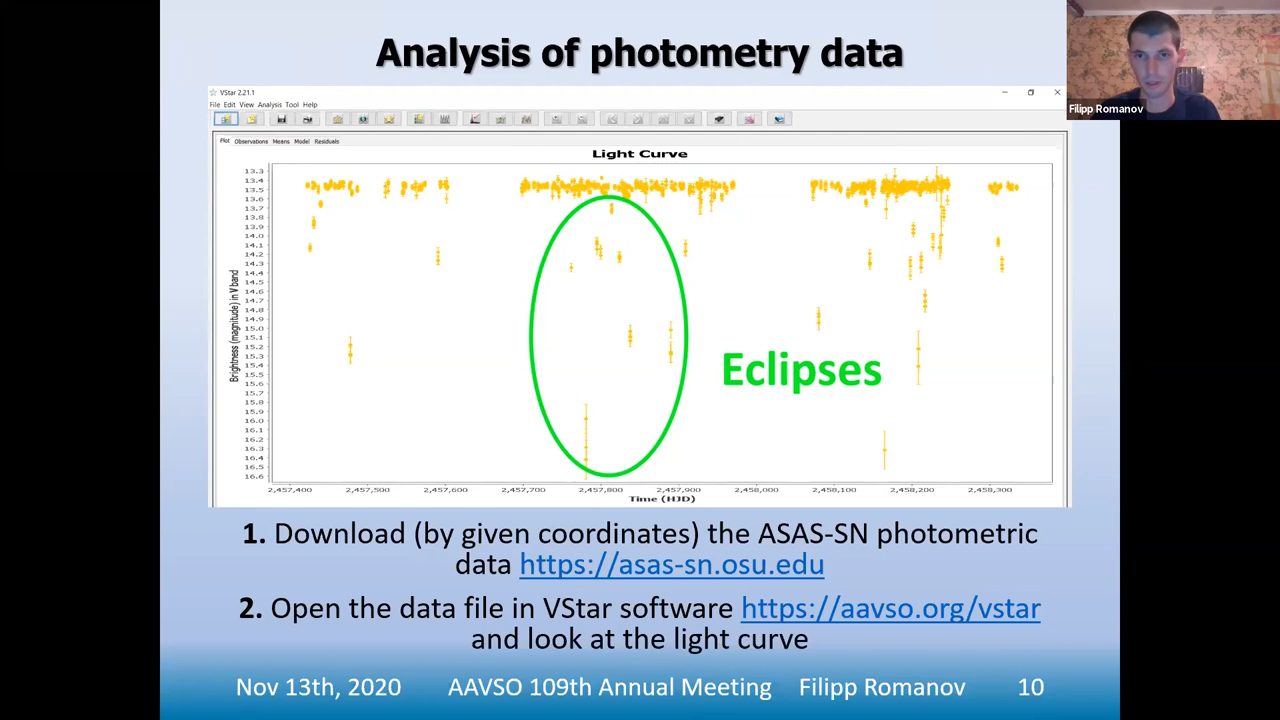 Analysis of photometry data
Filipp Romanov
VStar 2.21.1
File Edit View Analysis Tool Help
Plot Observations Means Model Residuals
Light Curve
Brightness (magnitude) in V band
13.3
13.4
13.5
13.6
13.7
13.8
13.9
14.0
14.1
14.2
14.3
14.4
14.5
14.6
14.7
14.8
14.9
15.0
15.1
15.2
15.3
15.4
15.5
15.6
15.7
15.8
15.9
16.0
16.1
16.2
16.3
16.4
16.5
16.6
Eclipses
2,457,400 2,457,500 2,457,600 2,457,700 2,457,800 2,457,900 2,458,000 2,458,100 2,458,200 2,458,300
Time (HJD)
1. Download (by given coordinates) the ASAS-SN photometric
data https://asas-sn.osu.edu
2. Open the data file in VStar software https://aavso.org/vstar
and look at the light curve
Nov 13th, 2020 AAVSO 109th Annual Meeting Filipp Romanov 10